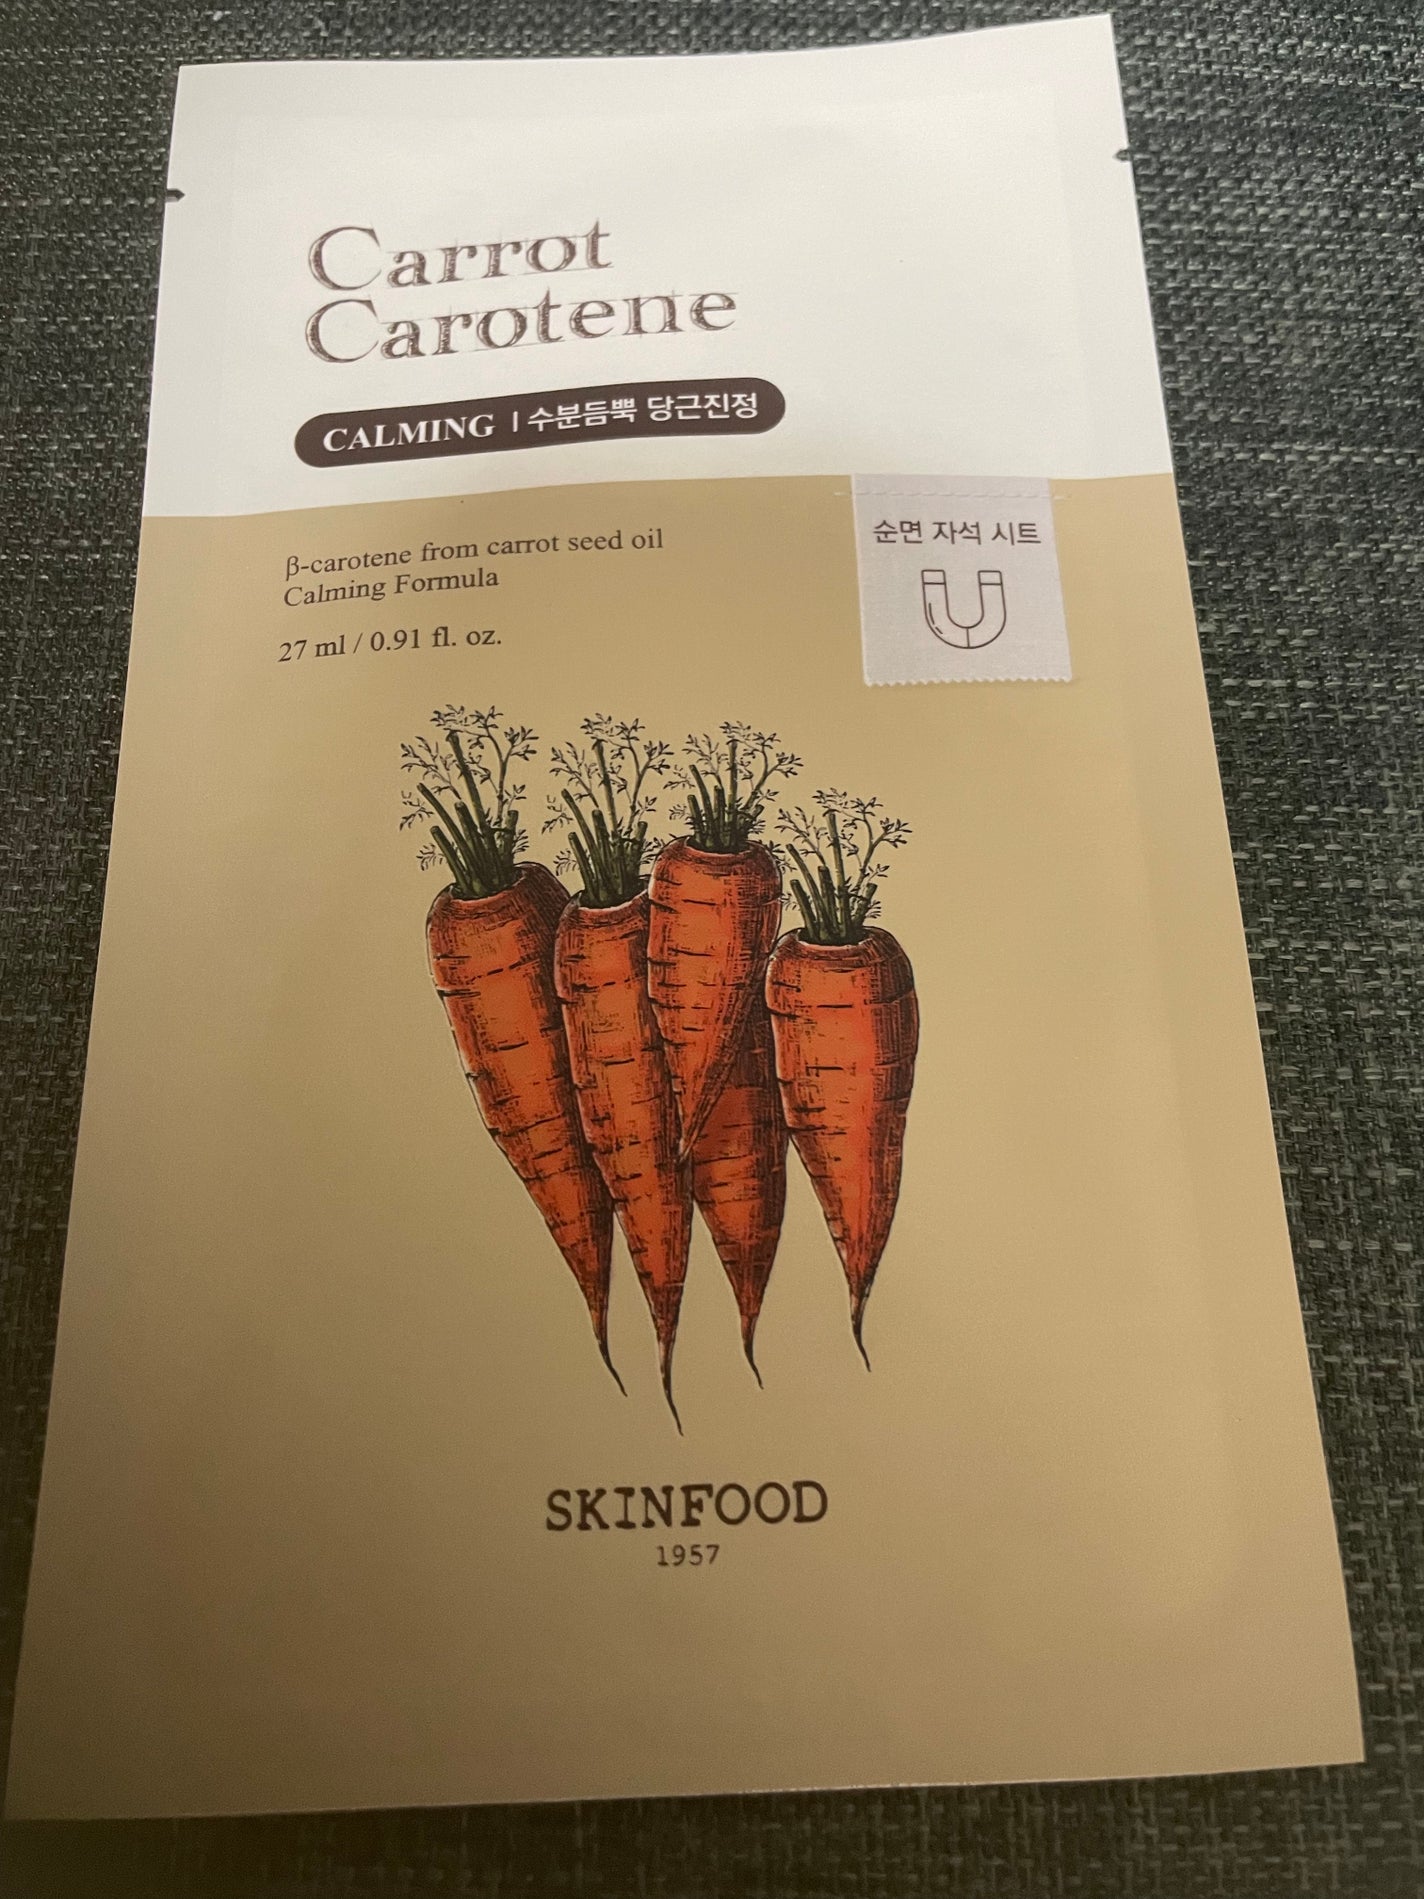 Carrot
Carotene
CALMING | 수분듬뿍 당근진정
β-carotene from carrot seed oil
Calming Formula
27 ml / 0.91 fl. oz.
순면 자석 시트
SKINFOOD
1957